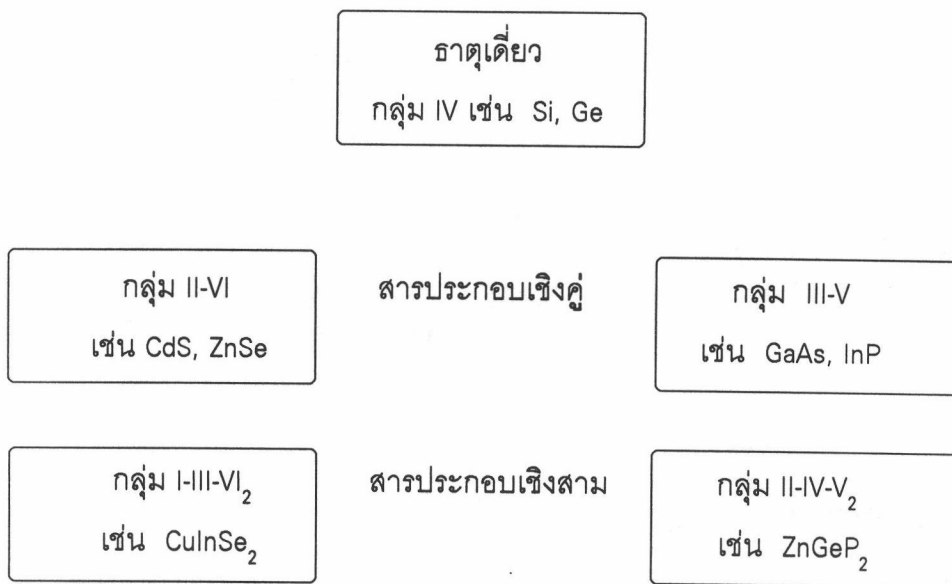 ธาตุเดี่ยว
กลุ่ม IV เช่น Si, Ge
กลุ่ม II-VI
เช่น CdS, ZnSe
สารประกอบเชิงคู่
กลุ่ม III-V
เช่น GaAs, InP
กลุ่ม I-III-VI₂
เช่น CuInSe₂
สารประกอบเชิงสาม
กลุ่ม II-IV-V₂
เช่น ZnGeP₂